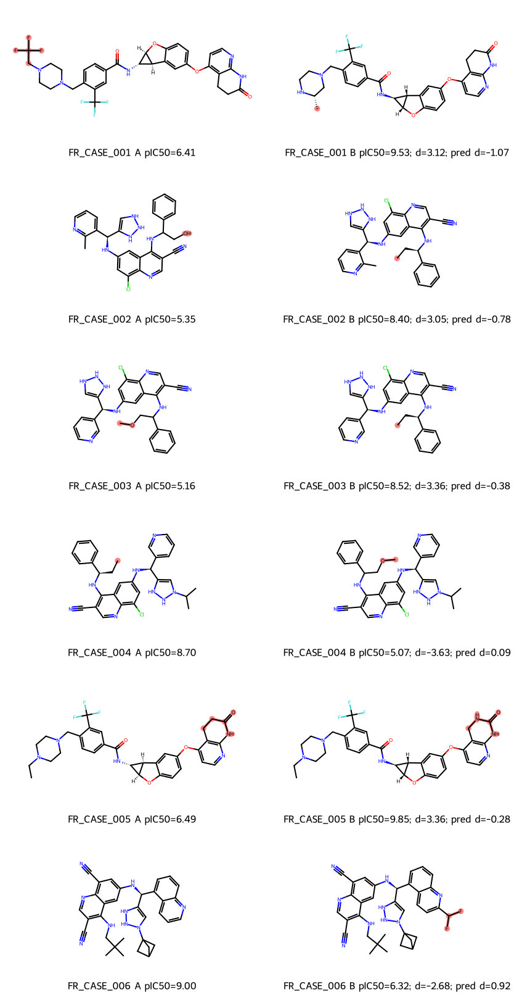 FR_CASE_001 A pIC50=6.41
FR_CASE_001 B pIC50=9.53; d=3.12; pred d=-1.07
FR_CASE_002 A pIC50=5.35
FR_CASE_002 B pIC50=8.40; d=3.05; pred d=-0.78
FR_CASE_003 A pIC50=5.16
FR_CASE_003 B pIC50=8.52; d=3.36; pred d=-0.38
FR_CASE_004 A pIC50=8.70
FR_CASE_004 B pIC50=5.07; d=-3.63; pred d=0.09
FR_CASE_005 A pIC50=6.49
FR_CASE_005 B pIC50=9.85; d=3.36; pred d=-0.28
FR_CASE_006 A pIC50=9.00
FR_CASE_006 B pIC50=6.32; d=-2.68; pred d=0.92